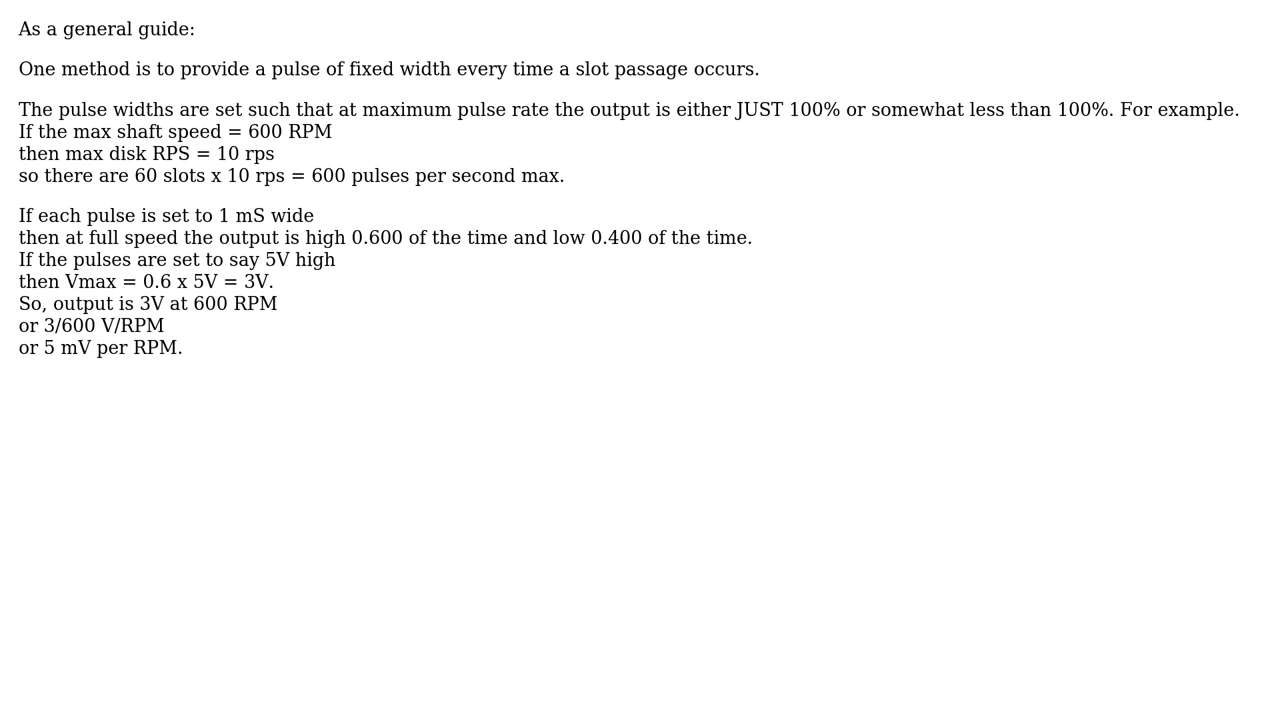 As a general guide:
One method is to provide a pulse of fixed width every time a slot passage occurs.
The pulse widths are set such that at maximum pulse rate the output is either JUST 100% or somewhat less than 100%. For example.
If the max shaft speed = 600 RPM
then max disk RPS = 10 rps
so there are 60 slots x 10 rps = 600 pulses per second max.
If each pulse is set to 1 mS wide
then at full speed the output is high 0.600 of the time and low 0.400 of the time.
If the pulses are set to say 5V high
then Vmax = 0.6 x 5V = 3V.
So, output is 3V at 600 RPM
or 3/600 V/RPM
or 5 mV per RPM.